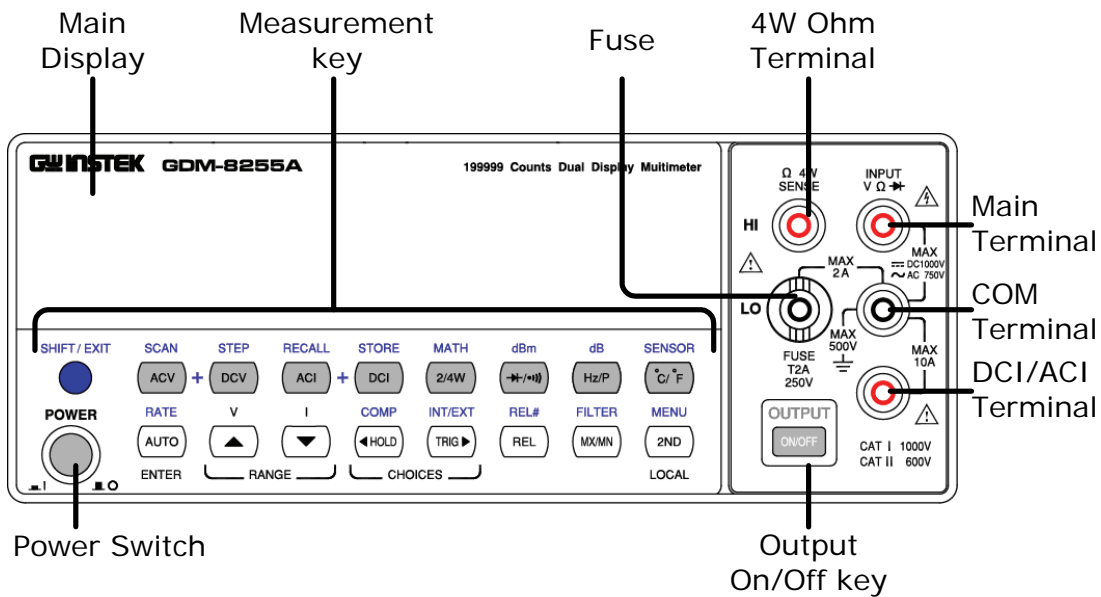 Main
Display
Measurement
key
Fuse
4W Ohm
Terminal
GW INSTEK GDM-8255A
199999 Counts Dual Display Multimeter
Ω 4W
SENSE
INPUT
V Ω
HI
MAX
DC1000V
AC 750V
Main
Terminal
MAX
2A
LO
COM
Terminal
MAX
500V
MAX
10A
FUSE
T2A
250V
DCI/ACI
Terminal
SHIFT / EXIT SCAN STEP RECALL STORE MATH dBm dB SENSOR
ACV + DCV ACI + DCI 2/4W / Hz/P °C/ °F
POWER RATE V I COMP INT/EXT REL# FILTER MENU
AUTO ▲ ▼ ◀HOLD TRIG▶ REL MX/MN 2ND
ENTER RANGE CHOICES LOCAL
I O
OUTPUT
ON/OFF
CAT I 1000V
CAT II 600V
Power Switch
Output
On/Off key